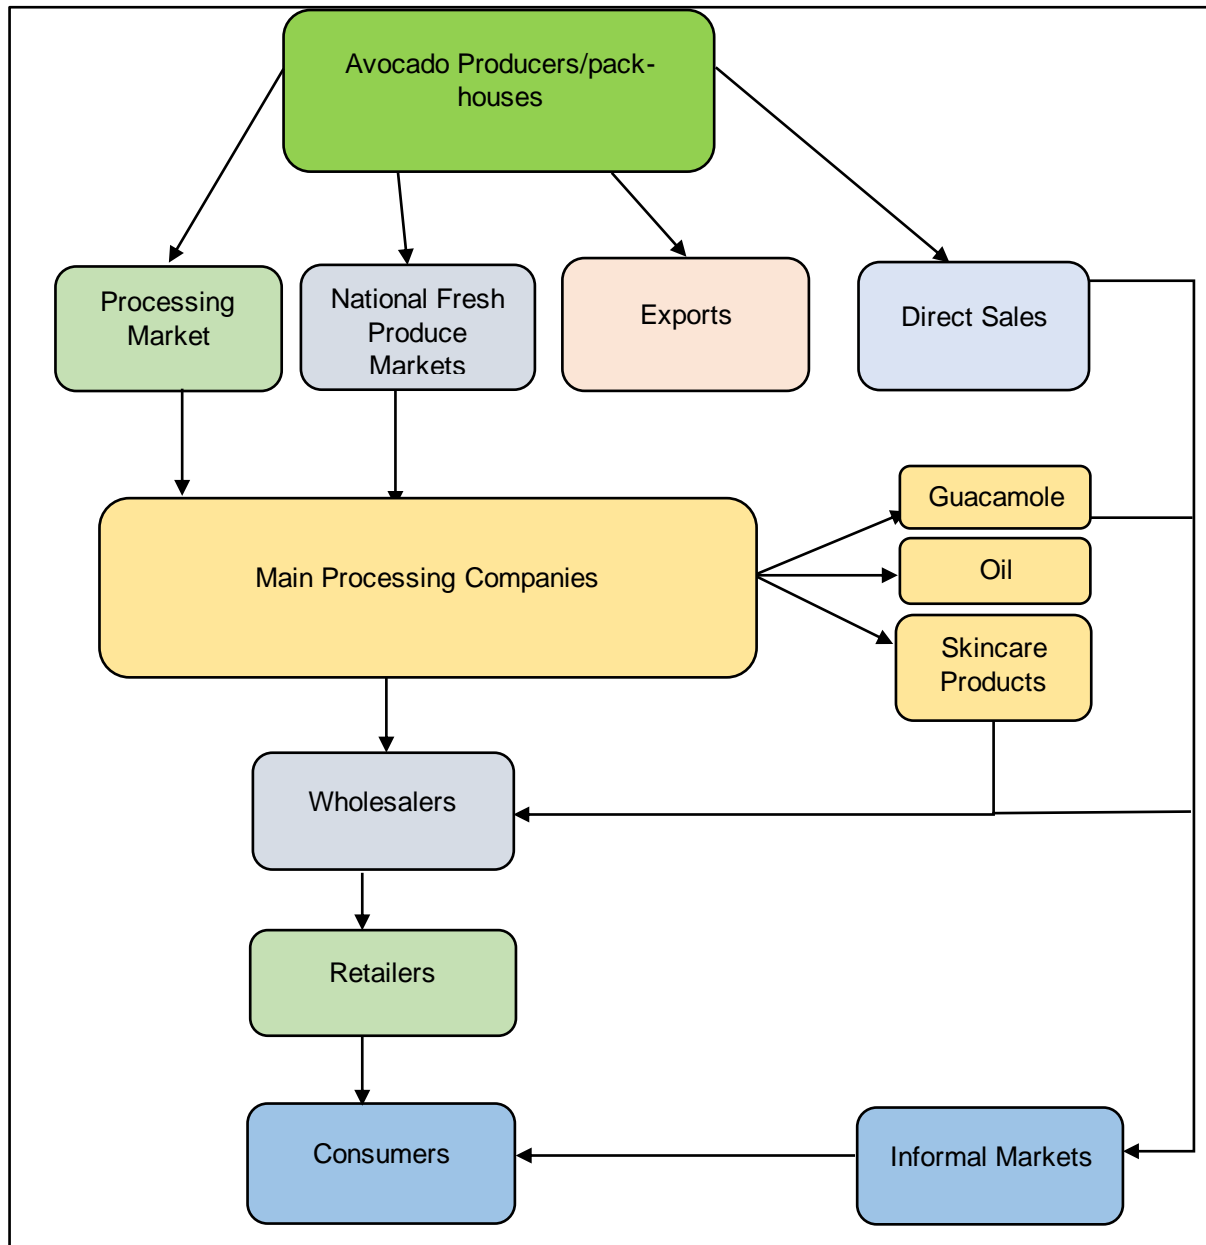 Avocado Producers/pack-
houses
Processing
Market
National Fresh
Produce
Markets
Exports
Direct Sales
Guacamole
Oil
Main Processing Companies
Skincare
Products
Wholesalers
Retailers
Consumers
Informal Markets